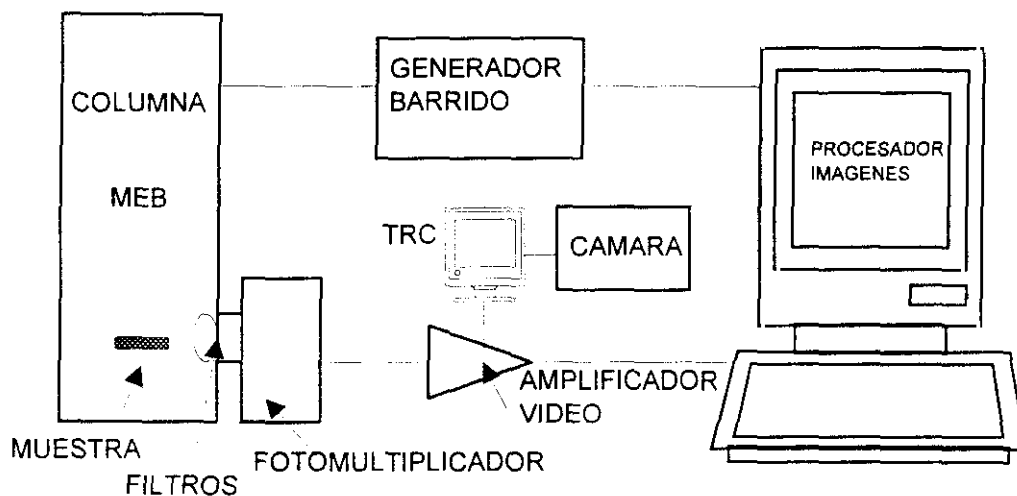 GENERADOR
BARRIDO
COLUMNA
PROCESADOR
IMAGENES
MEB
TRC
CAMARA
AMPLIFICADOR
VIDEO
MUESTRA
FOTOMULTIPLICADOR
FILTROS